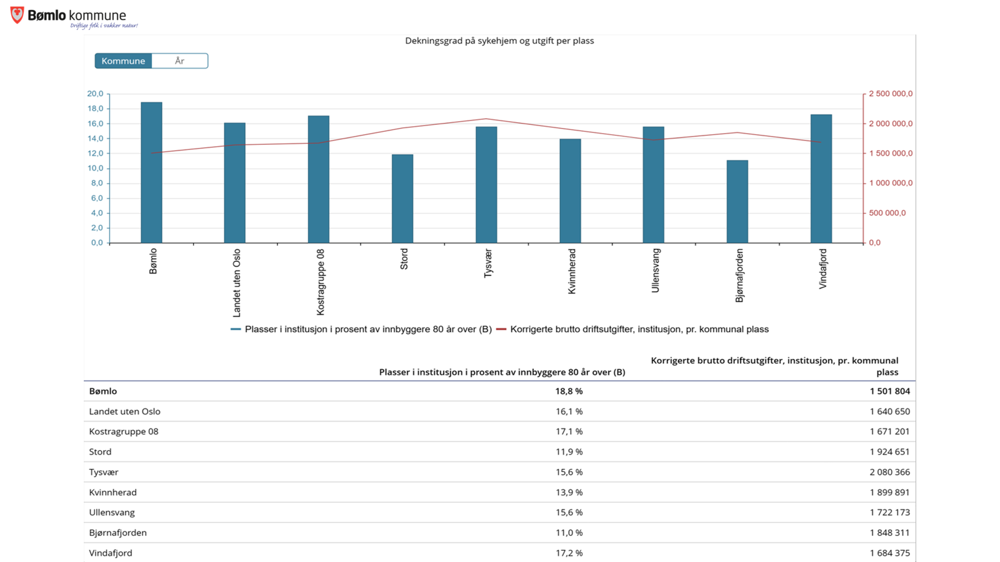 Bømlo kommune
Driftige folk i vakker natur!
Dekningsgrad på sykehjem og utgift per plass
Kommune År
20,0
18,0
16,0
14,0
12,0
10,0
8,0
6,0
4,0
2,0
0,0
2 500 000,0
2 000 000,0
1 500 000,0
1 000 000,0
500 000,0
0,0
Bømlo
Landet uten Oslo
Kostragruppe 08
Stord
Tysvær
Kvinnherad
Ullensvang
Bjørnafjorden
Vindafjord
Plasser i institusjon i prosent av innbyggere 80 år over (B) Korrigerte brutto driftsutgifter, institusjon, pr. kommunal plass
Plasser i institusjon i prosent av innbyggere 80 år over (B)
Korrigerte brutto driftsutgifter, institusjon, pr. kommunal
plass
Bømlo 18,8 % 1 501 804
Landet uten Oslo 16,1 % 1 640 650
Kostragruppe 08 17,1 % 1 671 201
Stord 11,9 % 1 924 651
Tysvær 15,6 % 2 080 366
Kvinnherad 13,9 % 1 899 891
Ullensvang 15,6 % 1 722 173
Bjørnafjorden 11,0 % 1 848 311
Vindafjord 17,2 % 1 684 375